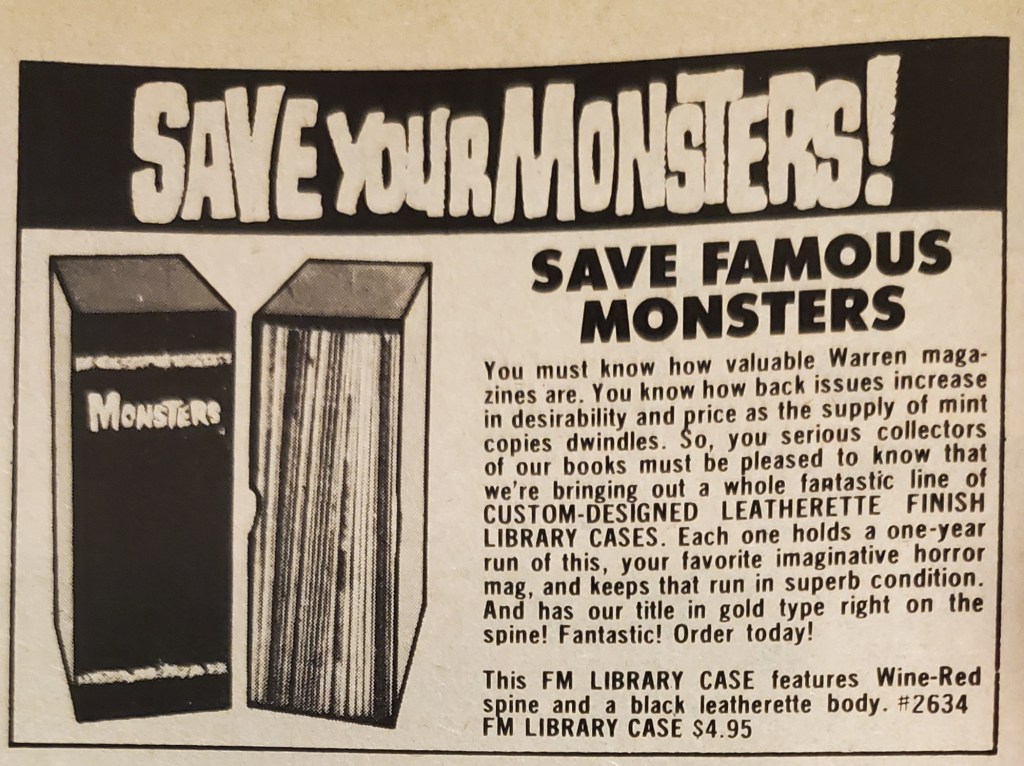 SAVE YOUR MONSTERS!
MONSTERS
SAVE FAMOUS
MONSTERS
You must know how valuable Warren maga-
zines are. You know how back issues increase
in desirability and price as the supply of mint
copies dwindles. So, you serious collectors
of our books must be pleased to know that
we're bringing out a whole fantastic line of
CUSTOM-DESIGNED LEATHERETTE FINISH
LIBRARY CASES. Each one holds a one-year
run of this, your favorite imaginative horror
mag, and keeps that run in superb condition.
And has our title in gold type right on the
spine! Fantastic! Order today!
This FM LIBRARY CASE features Wine-Red
spine and a black leatherette body. #2634
FM LIBRARY CASE $4.95